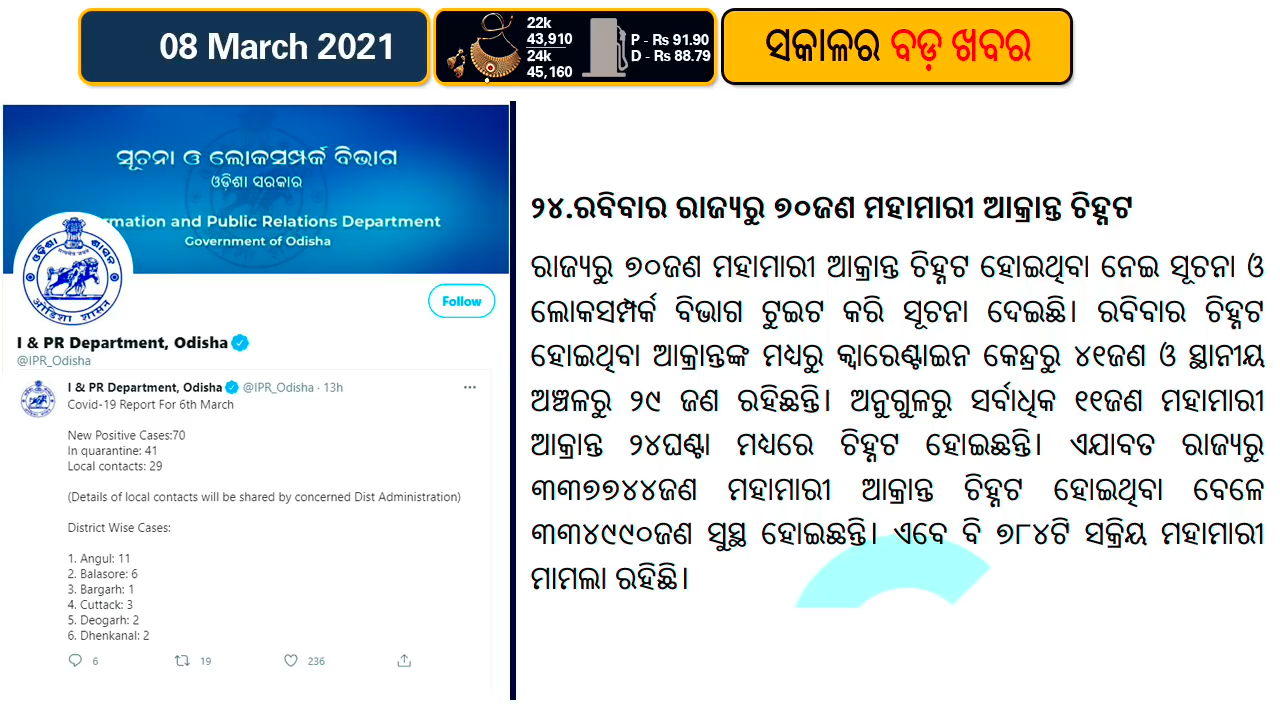 08 March 2021
22k
43,910
24k
45,160
P - Rs 91.90
D - Rs 88.79
ସକାଳର ବଡ଼ ଖବର
ସୂଚନା ଓ ଲୋକସମ୍ପର୍କ ବିଭାଗ
ଓଡ଼ିଶା ସରକାର
rmation and Public Relations Department
Government of Odisha
Follow
I & PR Department, Odisha
@IPR_Odisha
I & PR Department, Odisha @IPR_Odisha · 13h
Covid-19 Report For 6th March
New Positive Cases:70
In quarantine: 41
Local contacts: 29
(Details of local contacts will be shared by concerned Dist Administration)
District Wise Cases:
1. Angul: 11
2. Balasore: 6
3. Bargarh: 1
4. Cuttack: 3
5. Deogarh: 2
6. Dhenkanal: 2
6 19 236
୨୪.ରବିବାର ରାଜ୍ୟରୁ ୭୦ଜଣ ମହାମାରୀ ଆକ୍ରାନ୍ତ ଚିହ୍ନଟ
ରାଜ୍ୟରୁ ୭୦ଜଣ ମହାମାରୀ ଆକ୍ରାନ୍ତ ଚିହ୍ନଟ ହୋଇଥିବା ନେଇ ସୂଚନା ଓ
ଲୋକସମ୍ପର୍କ ବିଭାଗ ଟୁଇଟ କରି ସୂଚନା ଦେଇଛି। ରବିବାର ଚିହ୍ନଟ
ହୋଇଥିବା ଆକ୍ରାନ୍ତଙ୍କ ମଧ୍ୟରୁ କ୍ୱାରେଣ୍ଟାଇନ କେନ୍ଦ୍ରରୁ ୪୧ଜଣ ଓ ସ୍ଥାନୀୟ
ଅଞ୍ଚଳରୁ ୨୯ ଜଣ ରହିଛନ୍ତି। ଅନୁଗୁଳରୁ ସର୍ବାଧିକ ୧୧ଜଣ ମହାମାରୀ
ଆକ୍ରାନ୍ତ ୨୪ଘଣ୍ଟା ମଧ୍ୟରେ ଚିହ୍ନଟ ହୋଇଛନ୍ତି। ଏଯାବତ ରାଜ୍ୟରୁ
୩୩୭୭୪୪ଜଣ ମହାମାରୀ ଆକ୍ରାନ୍ତ ଚିହ୍ନଟ ହୋଇଥିବା ବେଳେ
୩୩୪୯୯୦ଜଣ ସୁସ୍ଥ ହୋଇଛନ୍ତି। ଏବେ ବି ୭୮୪ଟି ସକ୍ରିୟ ମହାମାରୀ
ମାମଲା ରହିଛି।